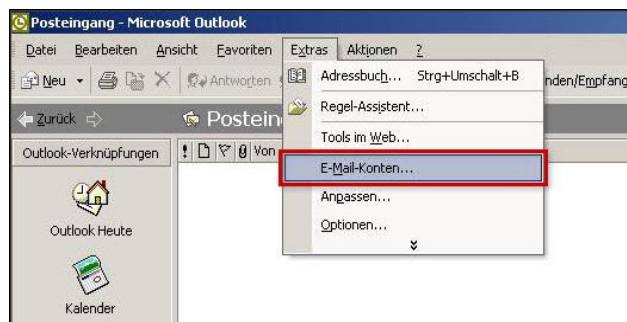 Posteingang - Microsoft Outlook
Datei Bearbeiten Ansicht Favoriten Extras Aktionen ?
Neu Antworten nden/Empfang
Zurück Postein
Outlook-Verknüpfungen ! Von
Outlook Heute
Kalender
Adressbuch... Strg+Umschalt+B
Regel-Assistent...
Tools im Web...
E-Mail-Konten...
Anpassen...
Optionen...